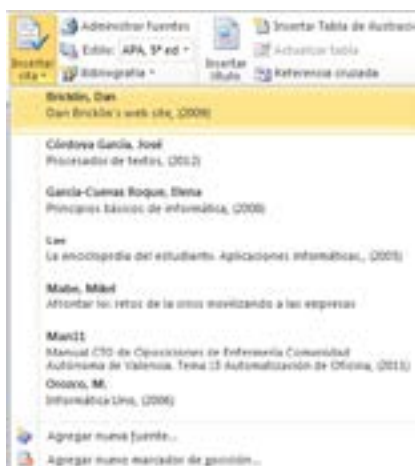 Administrar fuentes
Insertar Tabla de ilustraci
Estilo: APA, 5ª ed
Actualizar tabla
Insertar cita
Bibliografía
Insertar título
Referencia cruzada
Bricklin, Dan
Dan Bricklin's web site, (2009)
Córdova García, José
Procesador de textos, (2012)
García-Cuevas Roque, Elena
Principios básicos de informática, (2008)
La enciclopedia del estudiante. Aplicaciones informáticas,, (2005)
Mabe, Mikel
Afrontar los retos de la crisis movilizando a las empresas
Man11
Manual CTO de Oposiciones de Enfermería Comunidad
Autónoma de Valencia. Tema 15 Automatización de Oficina, (2011)
Orozco, M.
Informática Uno, (2006)
Agregar nueva fuente...
Agregar nuevo marcador de posición...